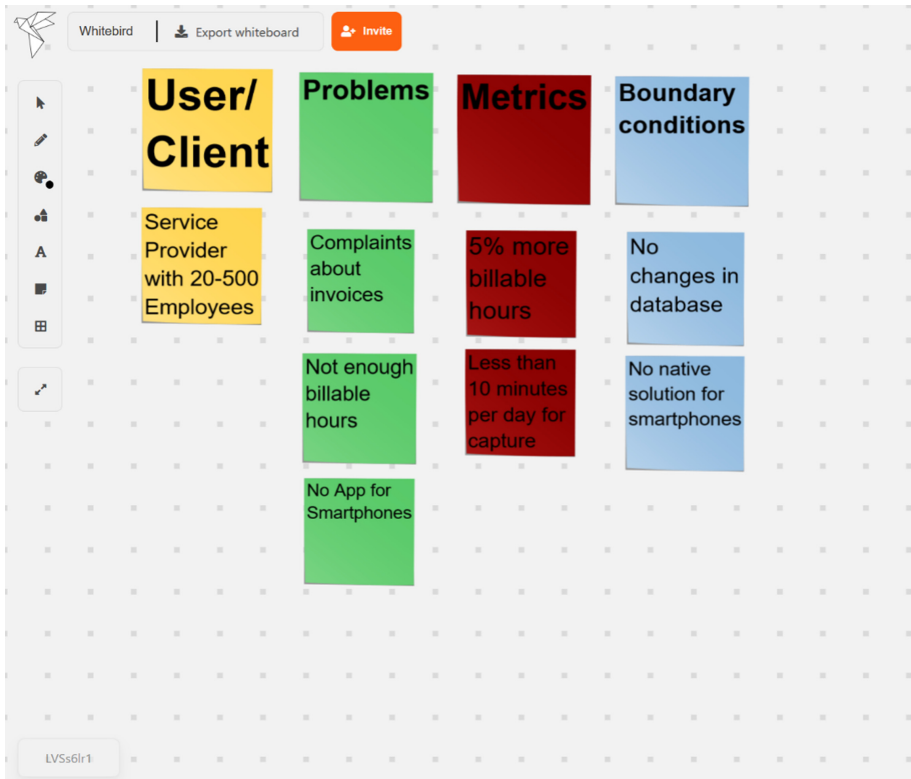 Whitebird
Export whiteboard
Invite
User/
Client
Problems
Metrics
Boundary
conditions
Service
Provider
with 20-500
Employees
Complaints
about
invoices
5% more
billable
hours
No
changes in
database
Not enough
billable
hours
Less than
10 minutes
per day for
capture
No native
solution for
smartphones
No App for
Smartphones
A
LVSs6lr1